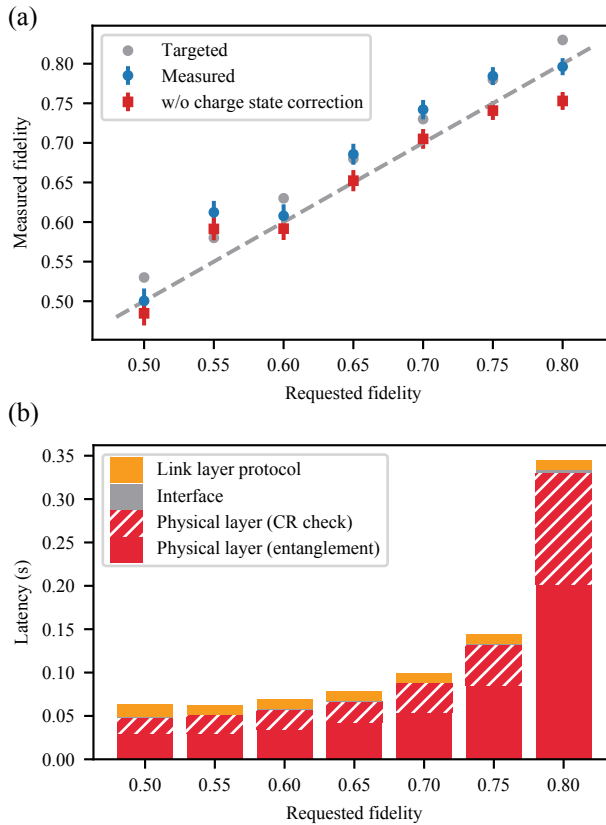 (a)
Targeted
Measured
w/o charge state correction
0.80
0.75
0.70
0.65
0.60
0.55
0.50
Measured fidelity
0.50 0.55 0.60 0.65 0.70 0.75 0.80
Requested fidelity
(b)
Link layer protocol
Interface
Physical layer (CR check)
Physical layer (entanglement)
0.35
0.30
0.25
0.20
0.15
0.10
0.05
0.00
Latency (s)
0.50 0.55 0.60 0.65 0.70 0.75 0.80
Requested fidelity